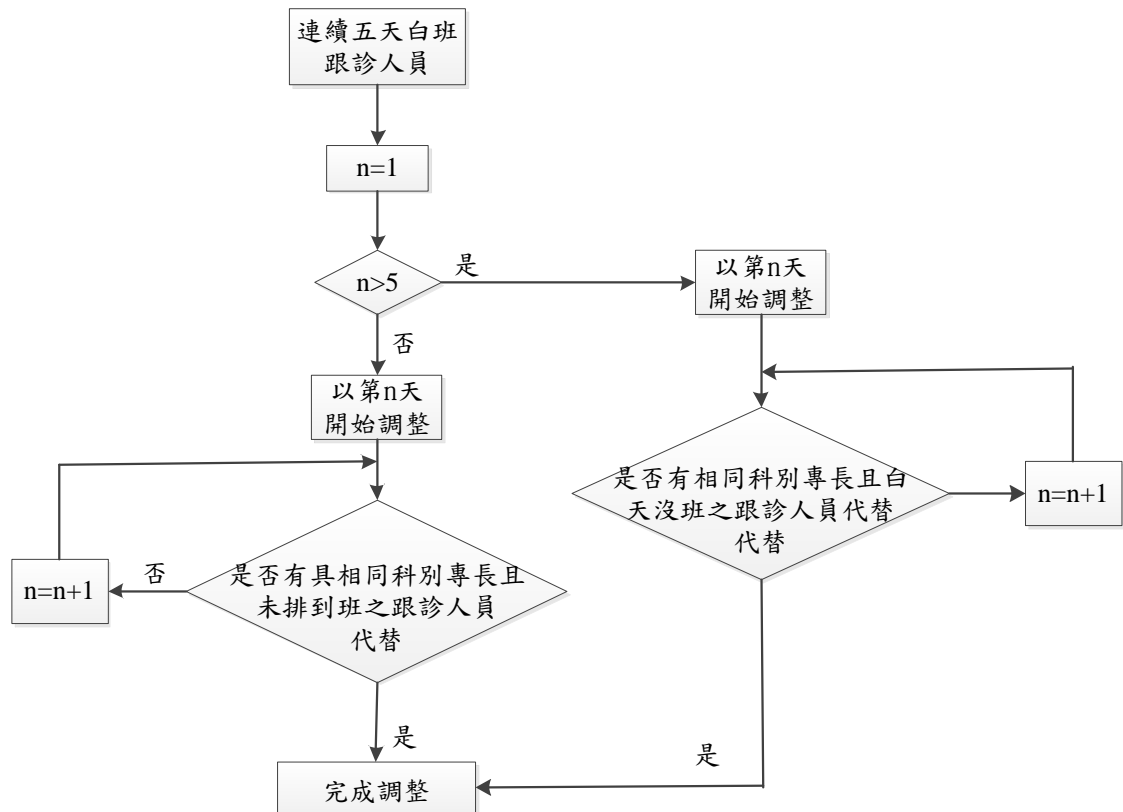 連續五天白班
跟診人員
n=1
n>5
是
以第n天
開始調整
否
以第n天
開始調整
是否有相同科別專長且白
天沒班之跟診人員代替
代替
n=n+1
是否有具相同科別專長且
未排到班之跟診人員
代替
否
n=n+1
是
是
完成調整